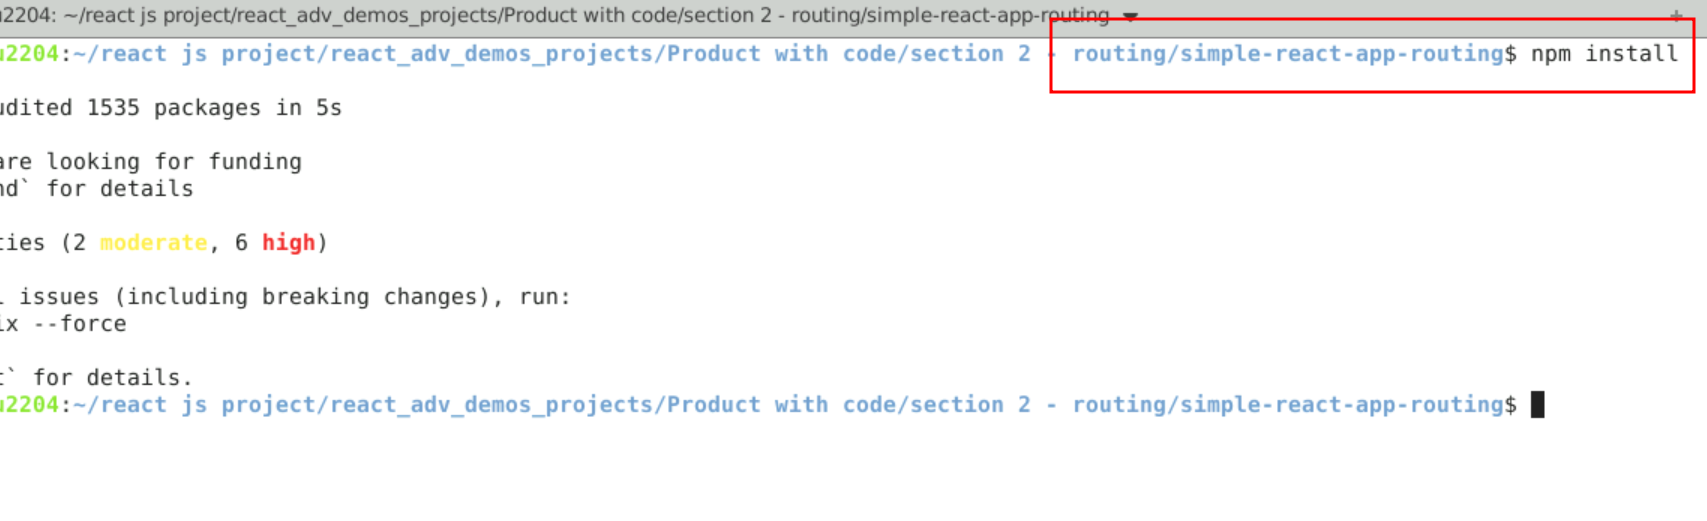 u2204: ~/react js project/react_adv_demos_projects/Product with code/section 2 - routing/simple-react-app-routing
u2204:~/react js project/react_adv_demos_projects/Product with code/section 2 - routing/simple-react-app-routing$ npm install
udited 1535 packages in 5s
are looking for funding
nd` for details
ties (2 moderate, 6 high)
issues (including breaking changes), run:
ix --force
t` for details.
u2204:~/react js project/react_adv_demos_projects/Product with code/section 2 - routing/simple-react-app-routing$